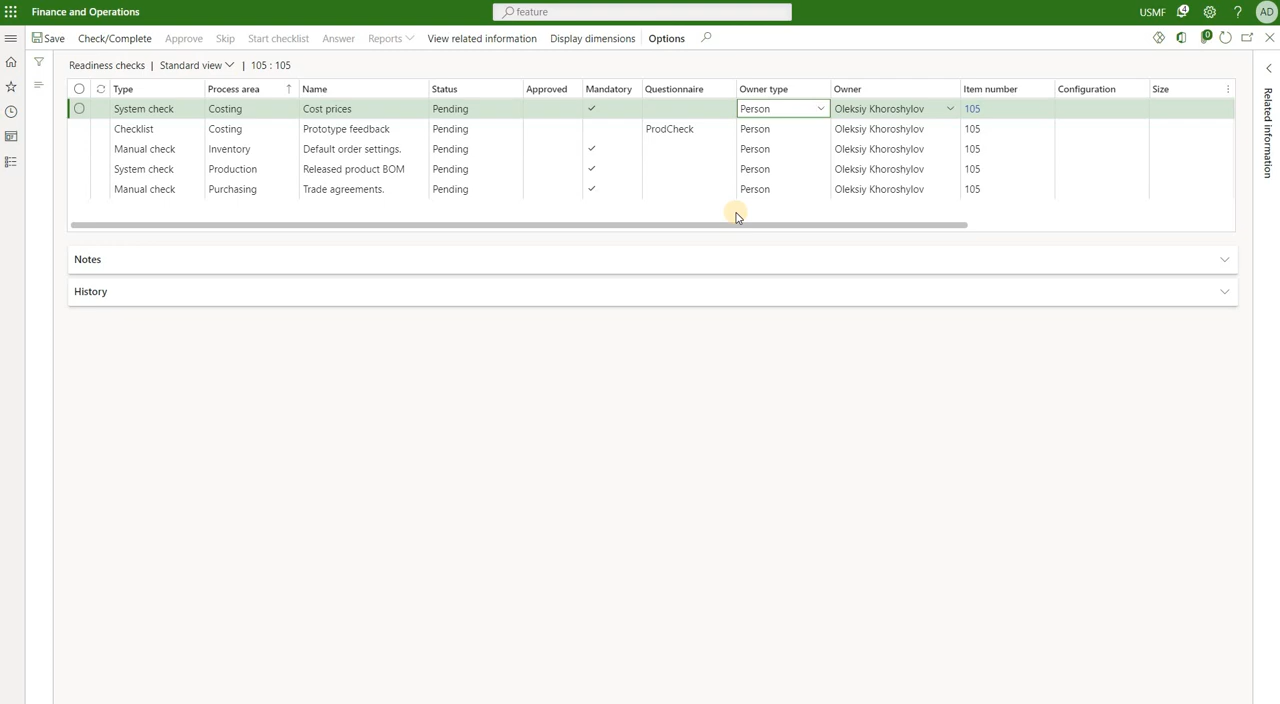 Finance and Operations
feature
USMF
4
?
AD
Save Check/Complete Approve Skip Start checklist Answer Reports View related information Display dimensions Options
0
Readiness checks | Standard view | 105 : 105
Type Process area Name Status Approved Mandatory Questionnaire Owner type Owner Item number Configuration Size
System check Costing Cost prices Pending Person Oleksiy Khoroshylov 105
Checklist Costing Prototype feedback Pending ProdCheck Person Oleksiy Khoroshylov 105
Manual check Inventory Default order settings. Pending Person Oleksiy Khoroshylov 105
System check Production Released product BOM Pending Person Oleksiy Khoroshylov 105
Manual check Purchasing Trade agreements. Pending Person Oleksiy Khoroshylov 105
Notes
History
Related information